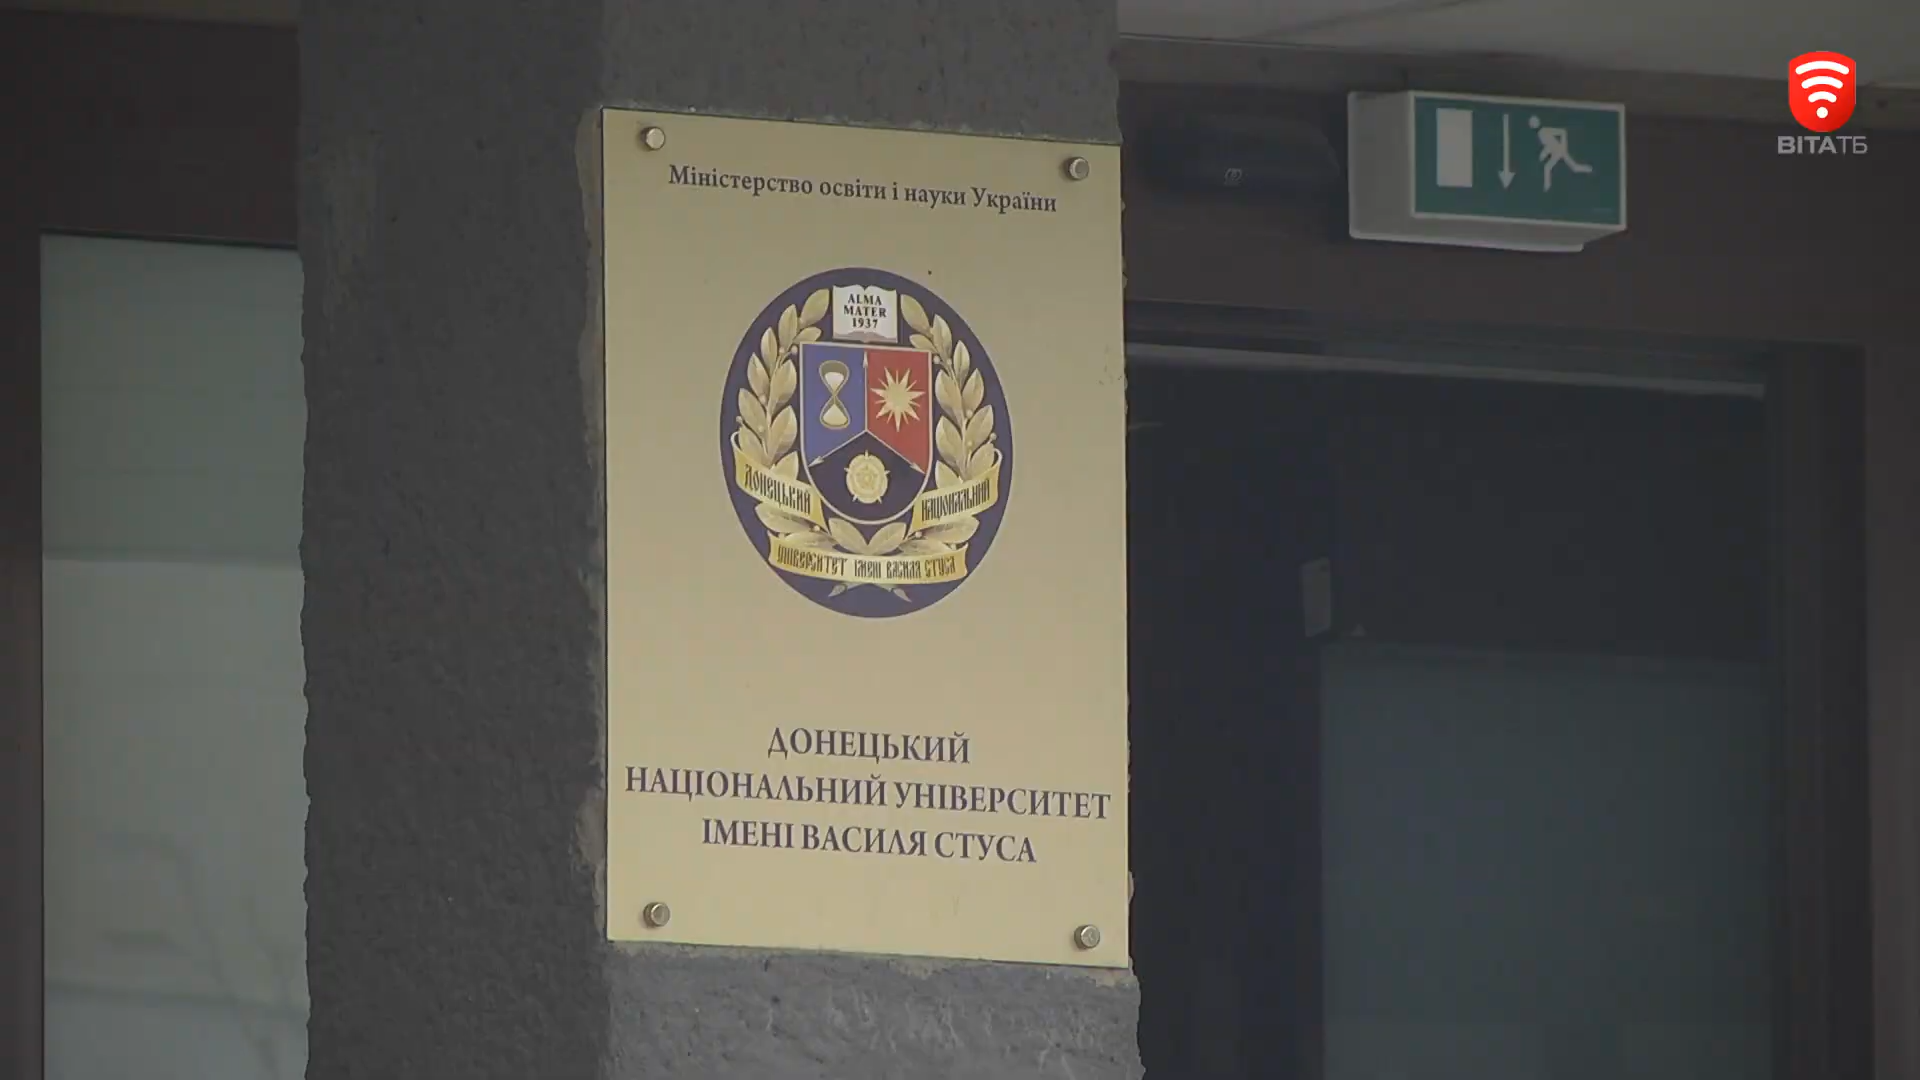 Міністерство освіти і науки України
ALMA
MATER
1937
ДОНЕЦЬКИЙ
НАЦІОНАЛЬНИЙ
УНІВЕРСИТЕТ ІМЕНІ ВАСИЛЯ СТУСА
ДОНЕЦЬКИЙ
НАЦІОНАЛЬНИЙ УНІВЕРСИТЕТ
ІМЕНІ ВАСИЛЯ СТУСА
ВІТАТБ